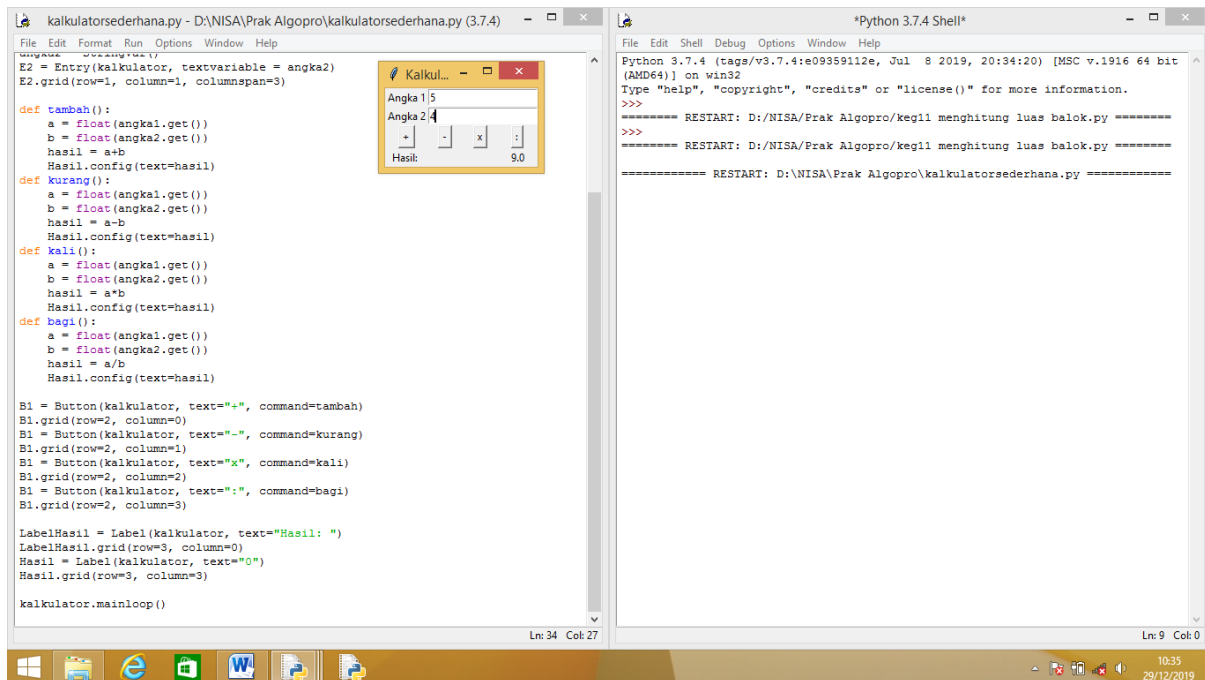 kalkulatorsederhana.py - D:\NISA\Prak Algopro\kalkulatorsederhana.py (3.7.4)
File Edit Format Run Options Window Help
angka2 = StringVar()
E2 = Entry(kalkulator, textvariable = angka2)
E2.grid(row=1, column=1, columnspan=3)

def tambah():
    a = float(angka1.get())
    b = float(angka2.get())
    hasil = a+b
    Hasil.config(text=hasil)
def kurang():
    a = float(angka1.get())
    b = float(angka2.get())
    hasil = a-b
    Hasil.config(text=hasil)
def kali():
    a = float(angka1.get())
    b = float(angka2.get())
    hasil = a*b
    Hasil.config(text=hasil)
def bagi():
    a = float(angka1.get())
    b = float(angka2.get())
    hasil = a/b
    Hasil.config(text=hasil)

B1 = Button(kalkulator, text="+", command=tambah)
B1.grid(row=2, column=0)
B1 = Button(kalkulator, text="-", command=kurang)
B1.grid(row=2, column=1)
B1 = Button(kalkulator, text="x", command=kali)
B1.grid(row=2, column=2)
B1 = Button(kalkulator, text=":", command=bagi)
B1.grid(row=2, column=3)

LabelHasil = Label(kalkulator, text="Hasil: ")
LabelHasil.grid(row=3, column=0)
Hasil = Label(kalkulator, text="0")
Hasil.grid(row=3, column=3)

kalkulator.mainloop()
Ln: 34 Col: 27
Kalkul...
Angka 1 5
Angka 2 4
+ - x :
Hasil: 9.0
*Python 3.7.4 Shell*
File Edit Shell Debug Options Window Help
Python 3.7.4 (tags/v3.7.4:e09359112e, Jul  8 2019, 20:34:20) [MSC v.1916 64 bit
(AMD64)] on win32
Type "help", "copyright", "credits" or "license()" for more information.
>>>
======== RESTART: D:/NISA/Prak Algopro/keg11 menghitung luas balok.py ========
>>>
======== RESTART: D:/NISA/Prak Algopro/keg11 menghitung luas balok.py ========

============ RESTART: D:\NISA\Prak Algopro\kalkulatorsederhana.py ============
Ln: 9 Col: 0
10:35
29/12/2019